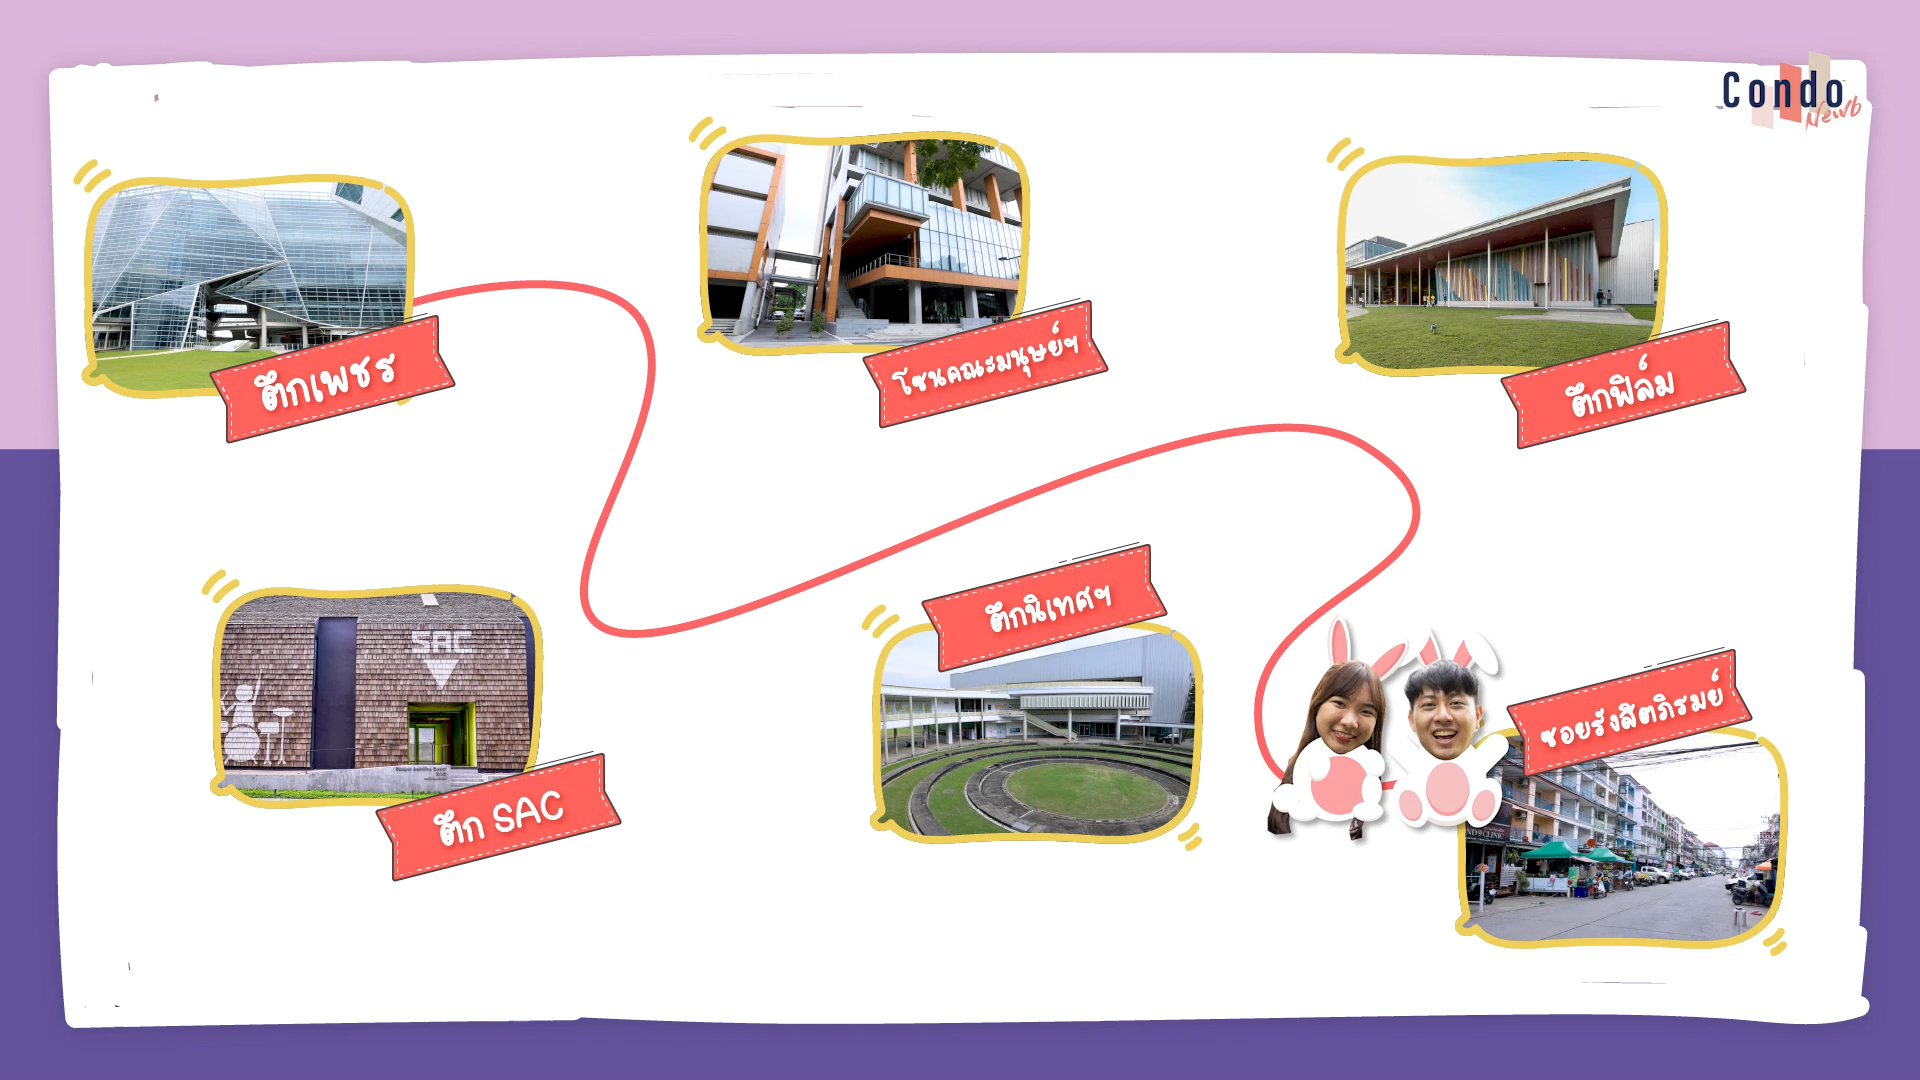 Condo
Newb
ตึกเพชร
โซนคณะมนุษย์ฯ
ตึกฟิล์ม
SAC
ตึก SAC
ตึกนิเทศฯ
ซอยรังสิตภิรมย์
CLINIC